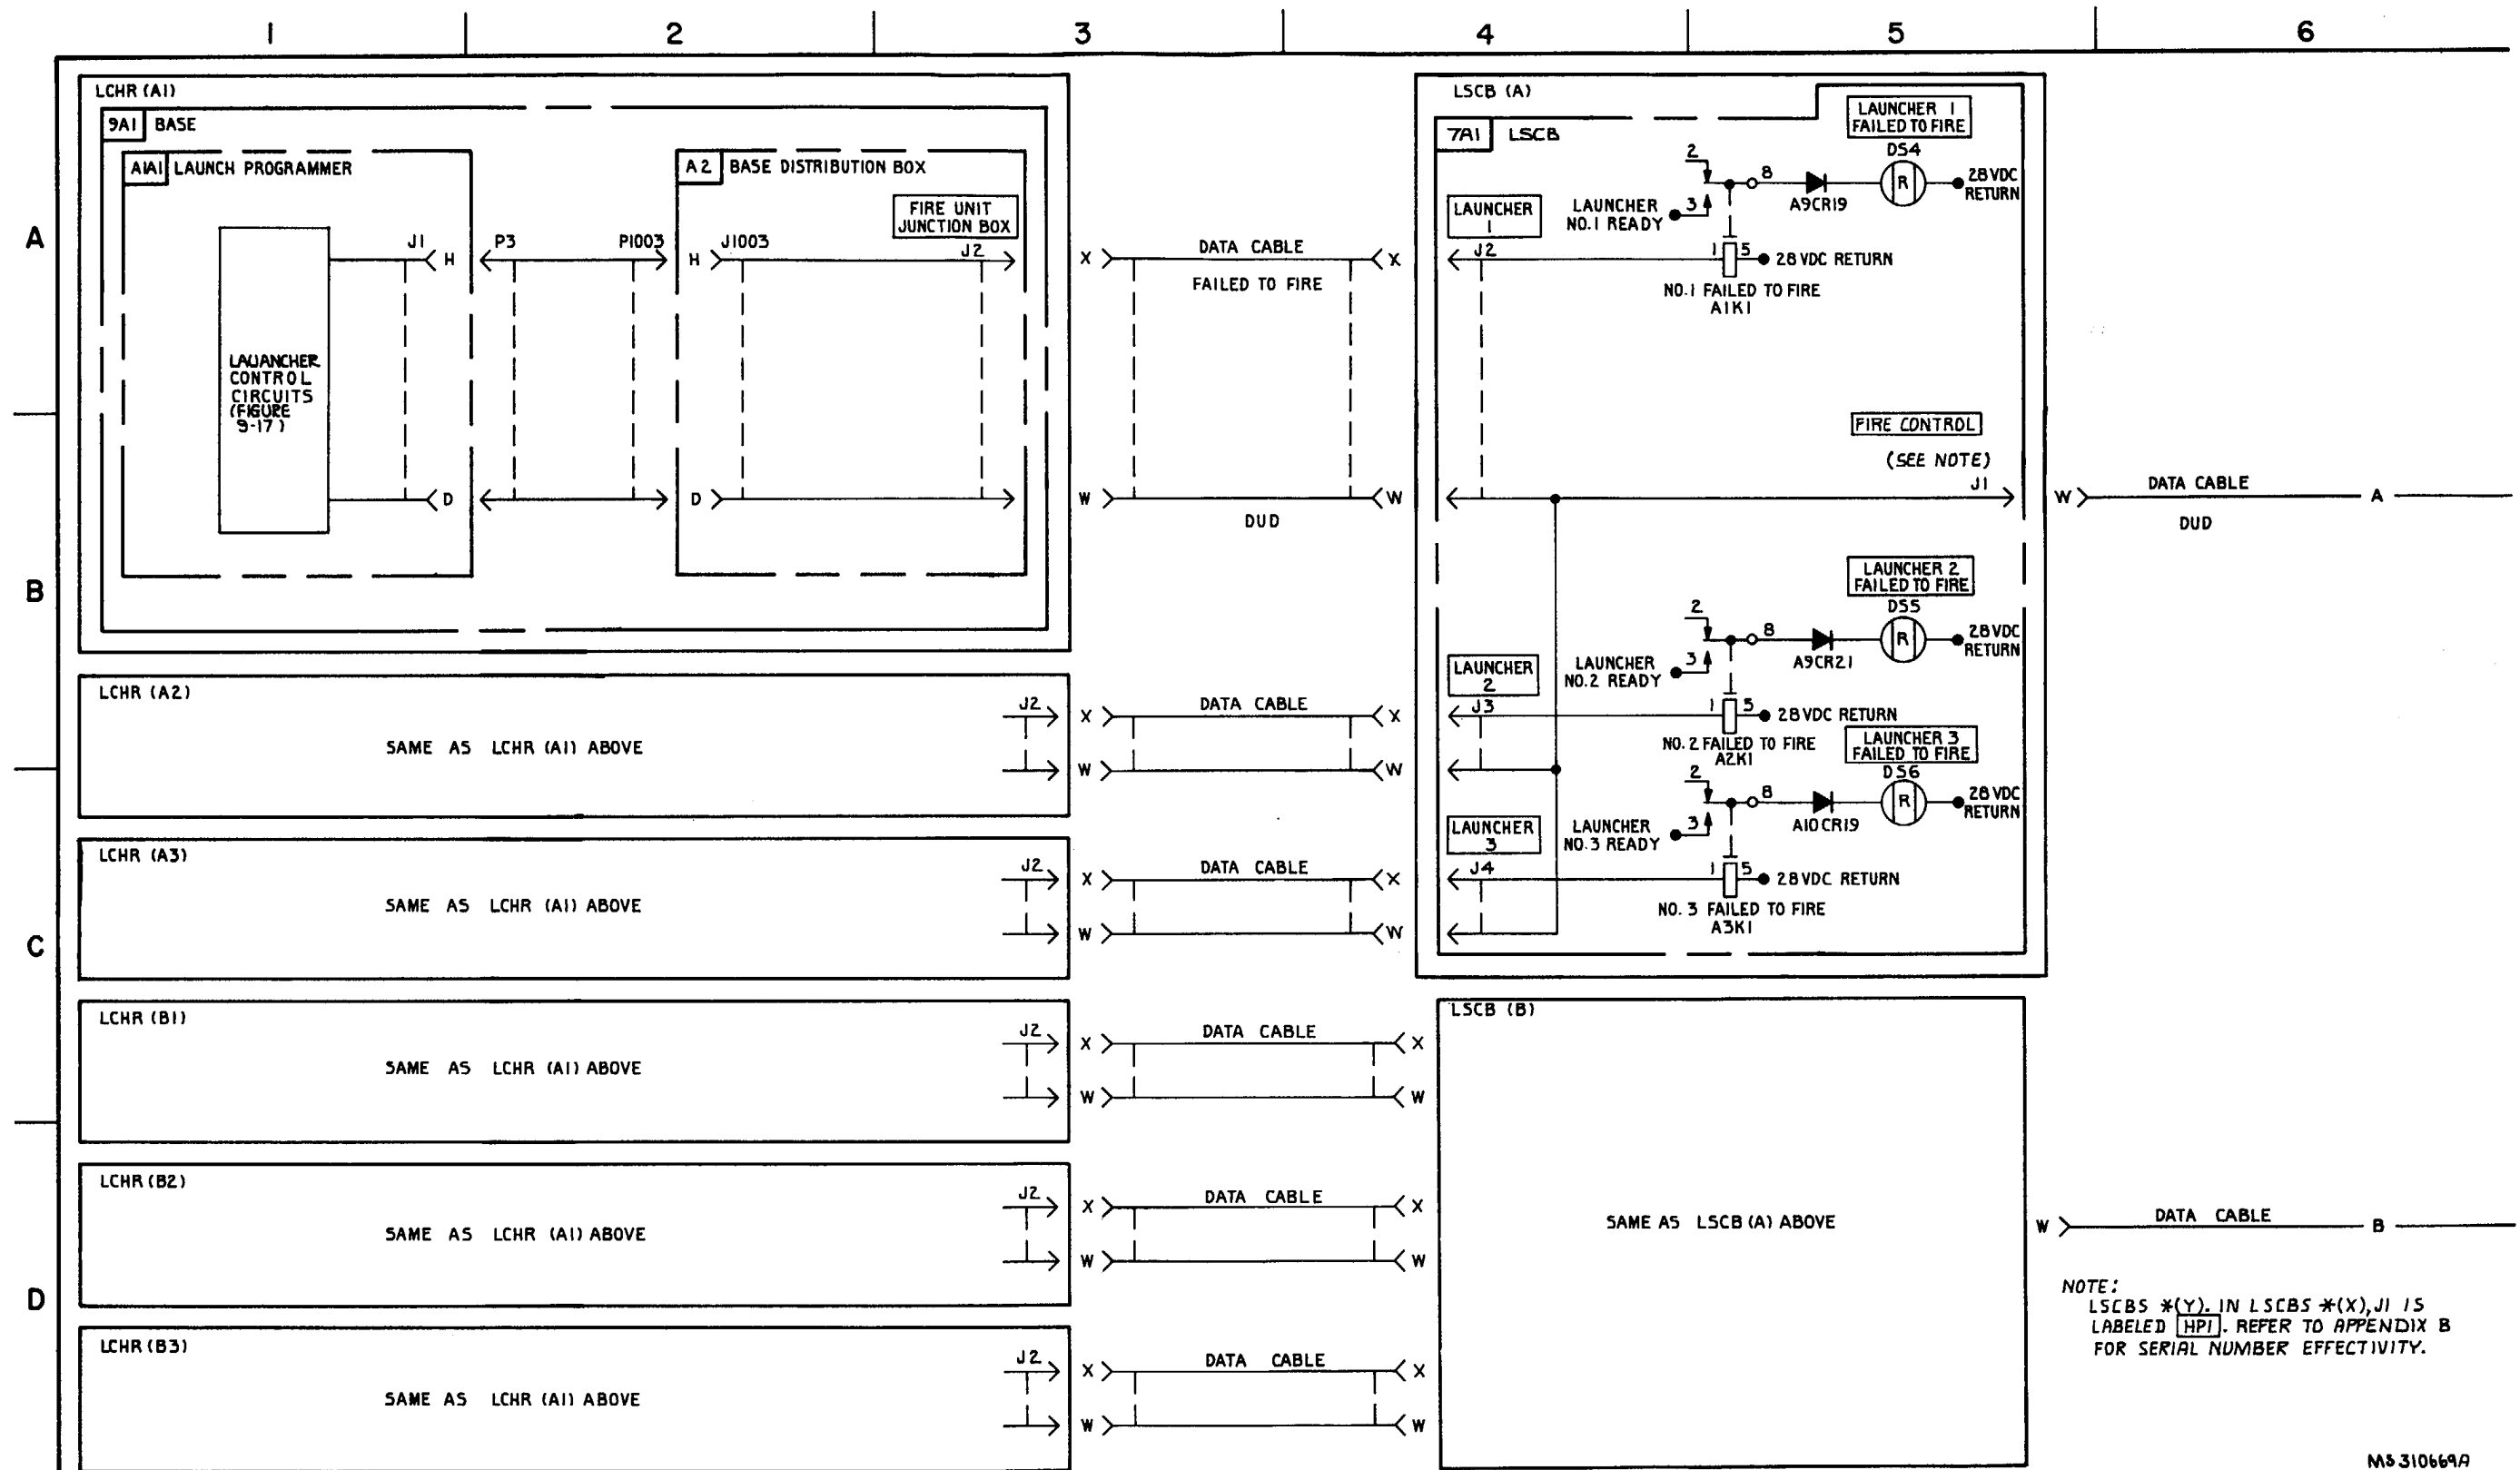 1 2 3 4 5 6
A
B
C
D
LCHR (A1)
9A1 BASE
A1A1 LAUNCH PROGRAMMER
A2 BASE DISTRIBUTION BOX
FIRE UNIT
JUNCTION BOX
LAUANCHER
CONTROL
CIRCUITS
(FIGURE
9-17)
J1 H P3 P1003 H J1003 J2
D D
X DATA CABLE X
FAILED TO FIRE
W W
DUD
LSCB (A)
7A1 LSCB
LAUNCHER 1
FAILED TO FIRE
DS4
2 8 R 28 VDC
RETURN
A9CR19
LAUNCHER
NO.1 READY 3
LAUNCHER
1
J2 1 5 28 VDC RETURN
NO.1 FAILED TO FIRE
A1K1
FIRE CONTROL
(SEE NOTE)
J1
W DATA CABLE A
DUD
LAUNCHER 2
FAILED TO FIRE
DS5
2 8 R 28 VDC
RETURN
A9CR21
LAUNCHER
NO.2 READY 3
LAUNCHER
2
J3 1 5 28 VDC RETURN
NO. 2 FAILED TO FIRE
A2K1
LAUNCHER 3
FAILED TO FIRE
DS6
2 8 R 28 VDC
RETURN
A10CR19
LAUNCHER
NO.3 READY 3
LAUNCHER
3
J4 1 5 28 VDC RETURN
NO. 3 FAILED TO FIRE
A3K1
LCHR (A2)
SAME AS LCHR (A1) ABOVE
J2 X DATA CABLE X
W W
LCHR (A3)
SAME AS LCHR (A1) ABOVE
J2 X DATA CABLE X
W W
LCHR (B1)
SAME AS LCHR (A1) ABOVE
J2 X DATA CABLE X
W W
LCHR (B2)
SAME AS LCHR (A1) ABOVE
J2 X DATA CABLE X
W W
LCHR (B3)
SAME AS LCHR (A1) ABOVE
J2 X DATA CABLE X
W W
LSCB (B)
SAME AS LSCB (A) ABOVE
W DATA CABLE B
NOTE:
LSCBS *(Y). IN LSCBS *(X), J1 IS
LABELED HPI. REFER TO APPENDIX B
FOR SERIAL NUMBER EFFECTIVITY.
MS 310669A